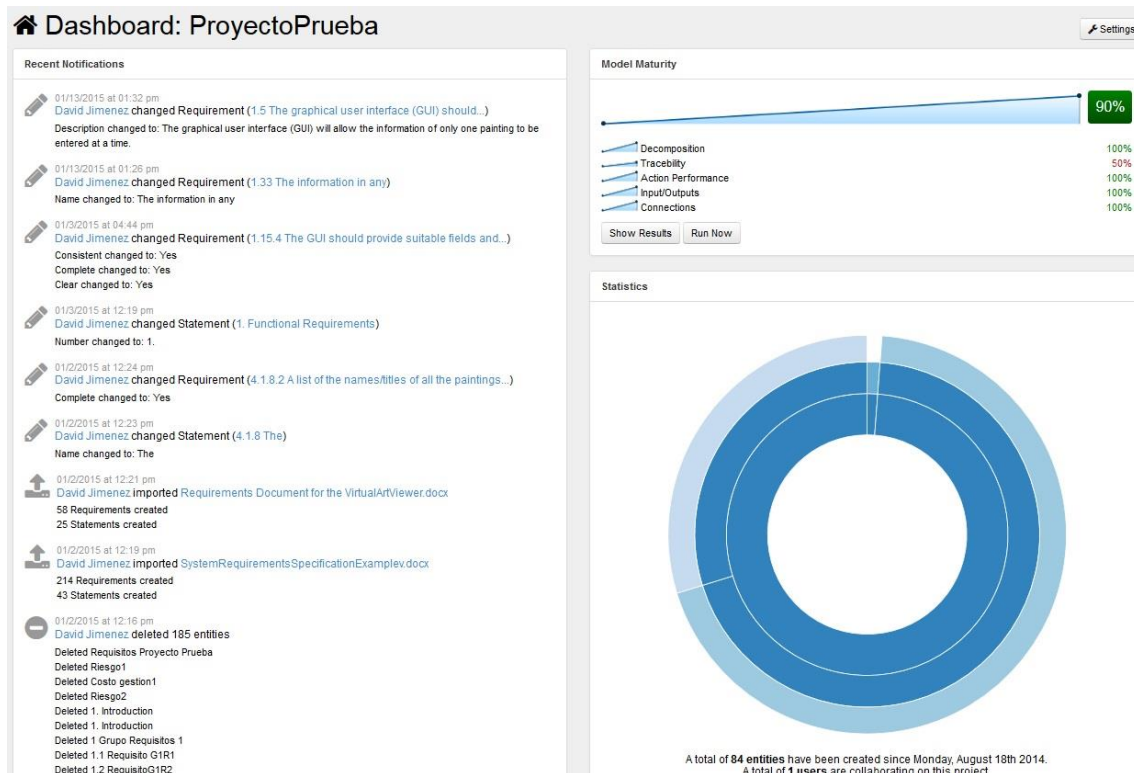 Dashboard: ProyectoPrueba
Settings
Recent Notifications
01/13/2015 at 01:32 pm
David Jimenez changed Requirement (1.5 The graphical user interface (GUI) should...)
Description changed to: The graphical user interface (GUI) will allow the information of only one painting to be
entered at a time.
01/13/2015 at 01:26 pm
David Jimenez changed Requirement (1.33 The information in any)
Name changed to: The information in any
01/3/2015 at 04:44 pm
David Jimenez changed Requirement (1.15.4 The GUI should provide suitable fields and...)
Consistent changed to: Yes
Complete changed to: Yes
Clear changed to: Yes
01/3/2015 at 12:19 pm
David Jimenez changed Statement (1. Functional Requirements)
Number changed to: 1.
01/2/2015 at 12:24 pm
David Jimenez changed Requirement (4.1.8.2 A list of the names/titles of all the paintings...)
Complete changed to: Yes
01/2/2015 at 12:23 pm
David Jimenez changed Statement (4.1.8 The)
Name changed to: The
01/2/2015 at 12:21 pm
David Jimenez imported Requirements Document for the VirtualArtViewer.docx
58 Requirements created
25 Statements created
01/2/2015 at 12:19 pm
David Jimenez imported SystemRequirementsSpecificationExamplev.docx
214 Requirements created
43 Statements created
01/2/2015 at 12:16 pm
David Jimenez deleted 185 entities
Deleted Requisitos Proyecto Prueba
Deleted Riesgo1
Deleted Costo gestion1
Deleted Riesgo2
Deleted 1. Introduction
Deleted 1. Introduction
Deleted 1 Grupo Requisitos 1
Deleted 1.1 Requisito G1R1
Deleted 1.2 RequisitoG1R2
Model Maturity
90%
Decomposition 100%
Tracebility 50%
Action Performance 100%
Input/Outputs 100%
Connections 100%
Show Results Run Now
Statistics
A total of 84 entities have been created since Monday, August 18th 2014.
A total of 1 users are collaborating on this project.